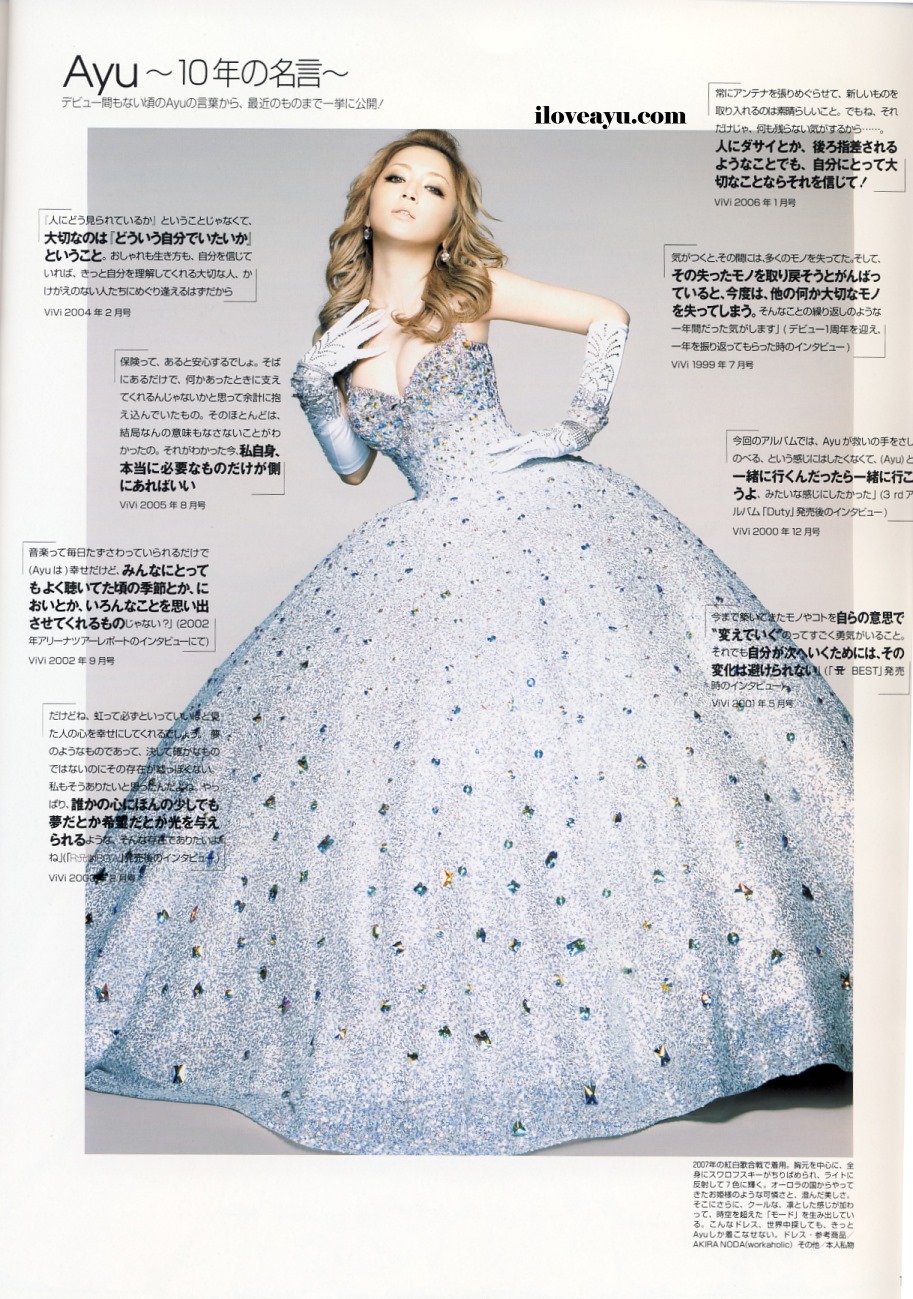 Ayu ～10年の名言～
デビュー間もない頃のAyuの言葉から、最近のものまで一挙に公開！
iloveayu.com
常にアンテナを張りめぐらせて、新しいものを
取り入れるのは素晴らしいこと。でもね、それ
だけじゃ、何も残らない気がするから……。
人にダサイとか、後ろ指差される
ようなことでも、自分にとって大
切なことならそれを信じて！
ViVi 2006年1月号
『人にどう見られているか』ということじゃなくて、
大切なのは『どういう自分でいたいか』
ということ。おしゃれも生き方も、自分を信じて
いれば、きっと自分を理解してくれる大切な人、か
けがえのない人たちにめぐり逢えるはずだから
ViVi 2004年2月号
気がつくと、その間には、多くのモノを失ってた。そして、
その失ったモノを取り戻そうとがんばっ
ていると、今度は、他の何か大切なモノ
を失ってしまう。そんなことの繰り返しのような
一年間だった気がします」(デビュー1周年を迎え、
一年を振り返ってもらった時のインタビュー)
ViVi 1999年7月号
保険って、あると安心するでしょ。そば
にあるだけで、何かあったときに支え
てくれるんじゃないかと思って余計に抱
え込んでいたもの。そのほとんどは、
結局なんの意味もなさないことがわ
かったの。それがわかった今、私自身、
本当に必要なものだけが側
にあればいい
ViVi 2005年8月号
今回のアルバムでは、Ayuが救いの手をさし
のべる、という感じにはしたくなくて、(Ayu)と
一緒に行くんだったら一緒に行こ
うよ、みたいな感じにしたかった」(3rdア
ルバム「Duty」発売後のインタビュー)
ViVi 2000年12月号
音楽って毎日たずさわっていられるだけで
(Ayuは)幸せだけど、みんなにとって
もよく聴いてた頃の季節とか、に
おいとか、いろんなことを思い出
させてくれるものじゃない？」(2002
年アリーナツアーレポートのインタビューにて)
ViVi 2002年9月号
今まで築いてきたモノやコトを自らの意思で
“変えていく”のってすごく勇気がいること。
それでも自分が次へいくためには、その
変化は避けられない」(「A BEST」発売
時のインタビュー)
ViVi 2001年5月号
だけどね、虹って必ずといっていいほど見
た人の心を幸せにしてくれるでしょう。夢
のようなものであって、決して確かなもの
ではないのにその存在が嘘っぽくない。
私もそうありたいと思ったんだよね。やっ
ぱり、誰かの心にほんの少しでも
夢だとか希望だとか光を与え
られるような、そんな存在でありたいよ
ね」(「RAINBOW」発売後のインタビュー)
ViVi 200 月号
2007年の紅白歌合戦で着用。胸元を中心に、全
身にスワロフスキーがちりばめられ、ライトに
反射して7色に輝く。オーロラの国からやって
きたお姫様のような可憐さと、澄んだ美しさ。
そこにさらに、クールな、凛とした感じが加わ
って、時空を超えた「モード」を生み出してい
る。こんなドレス、世界中探しても、きっと
Ayuしか着こなせない。ドレス・参考商品／
AKIRA NODA(workaholic) その他／本人私物